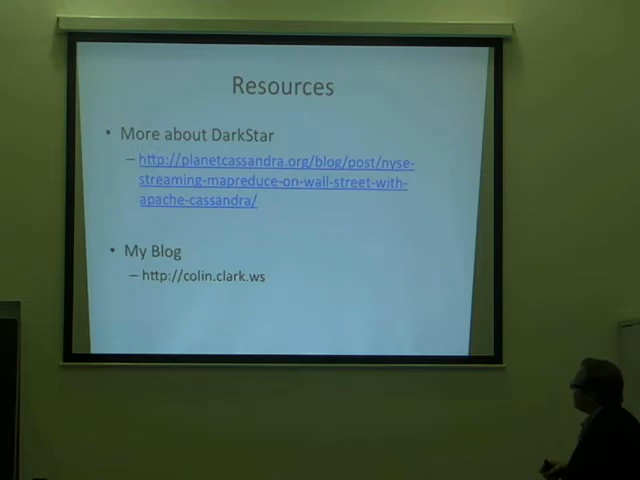 Resources
• More about DarkStar
– http://planetcassandra.org/blog/post/nyse-
streaming-mapreduce-on-wall-street-with-
apache-cassandra/
• My Blog
– http://colin.clark.ws